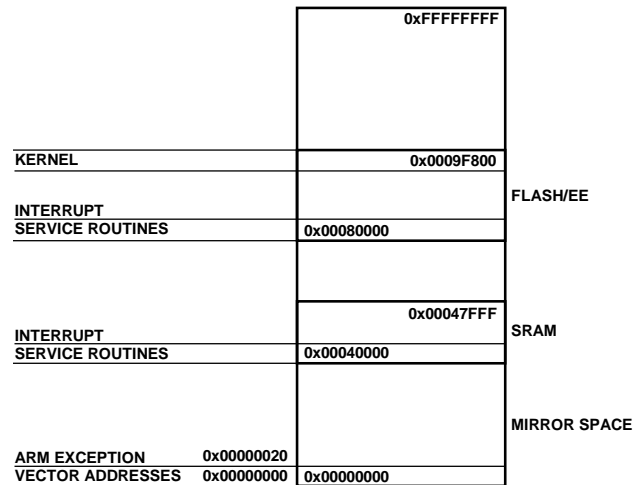 0xFFFFFFFF
KERNEL 0x0009F800
FLASH/EE
INTERRUPT
SERVICE ROUTINES 0x00080000
0x00047FFF
SRAM
INTERRUPT
SERVICE ROUTINES 0x00040000
MIRROR SPACE
ARM EXCEPTION 0x00000020
VECTOR ADDRESSES 0x00000000 0x00000000